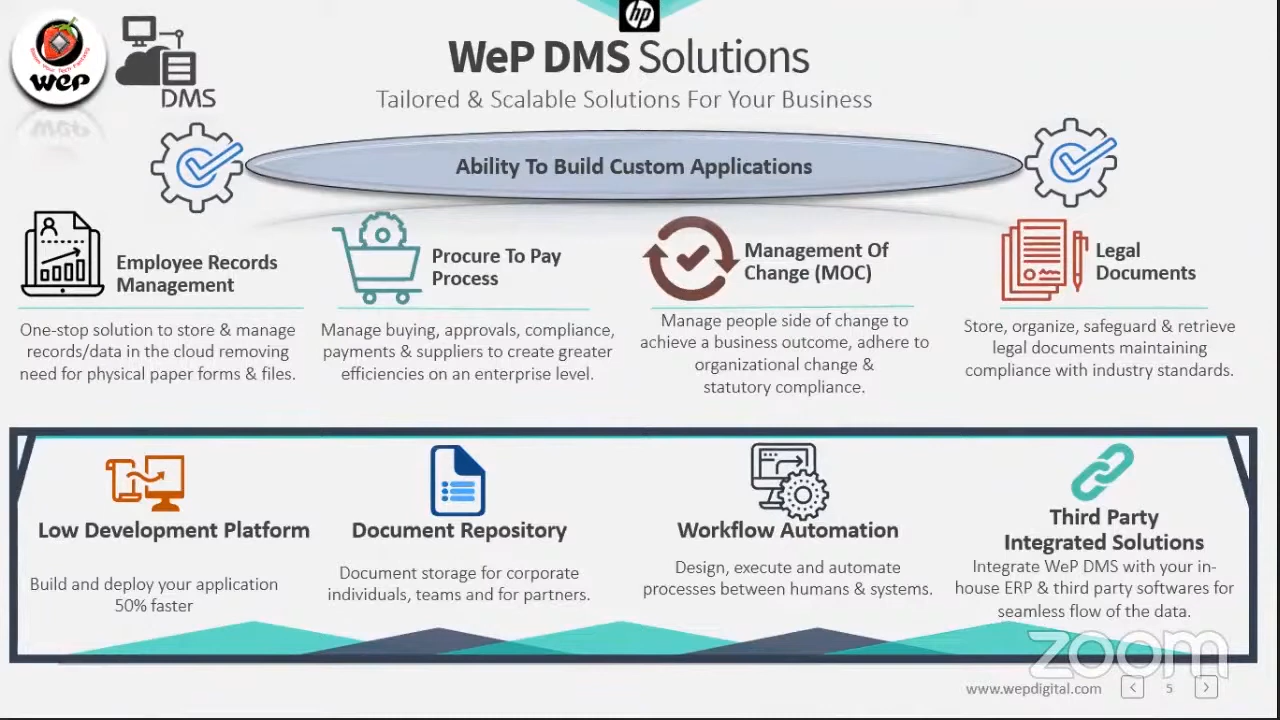 hp
WeP
DMS
WeP DMS Solutions
Tailored & Scalable Solutions For Your Business
Ability To Build Custom Applications
Employee Records
Management
One-stop solution to store & manage
records/data in the cloud removing
need for physical paper forms & files.
Procure To Pay
Process
Manage buying, approvals, compliance,
payments & suppliers to create greater
efficiencies on an enterprise level.
Management Of
Change (MOC)
Manage people side of change to
achieve a business outcome, adhere to
organizational change &
statutory compliance.
Legal
Documents
Store, organize, safeguard & retrieve
legal documents maintaining
compliance with industry standards.
Low Development Platform
Build and deploy your application
50% faster
Document Repository
Document storage for corporate
individuals, teams and for partners.
Workflow Automation
Design, execute and automate
processes between humans & systems.
Third Party
Integrated Solutions
Integrate WeP DMS with your in-
house ERP & third party softwares for
seamless flow of the data.
zoom
www.wepdigital.com
5